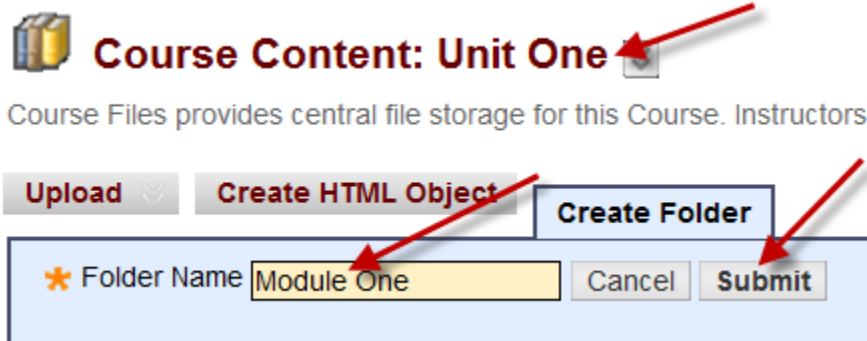 Course Content: Unit One
Course Files provides central file storage for this Course. Instructors
Upload Create HTML Object Create Folder
Folder Name Module One Cancel Submit